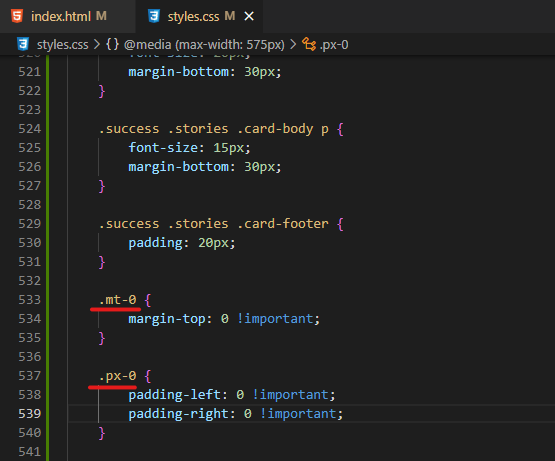 index.html M
styles.css M
styles.css > {} @media (max-width: 575px) > .px-0
521 margin-bottom: 30px;
522 }
523
524 .success .stories .card-body p {
525 font-size: 15px;
526 margin-bottom: 30px;
527 }
528
529 .success .stories .card-footer {
530 padding: 20px;
531 }
532
533 .mt-0 {
534 margin-top: 0 !important;
535 }
536
537 .px-0 {
538 padding-left: 0 !important;
539 padding-right: 0 !important;
540 }
541